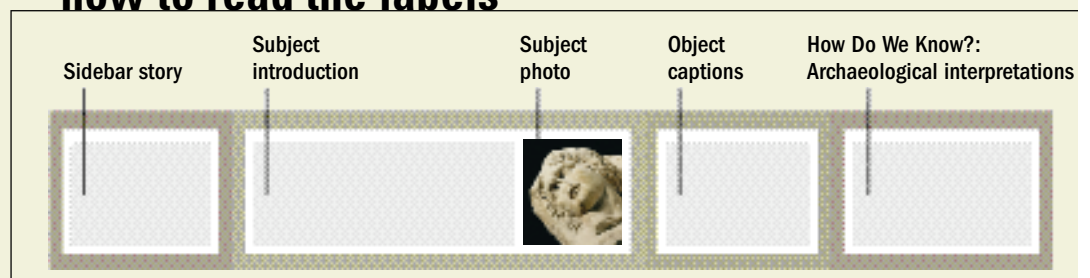 how to read the labels
Sidebar story
Subject
introduction
Subject
photo
Object
captions
How Do We Know?:
Archaeological interpretations